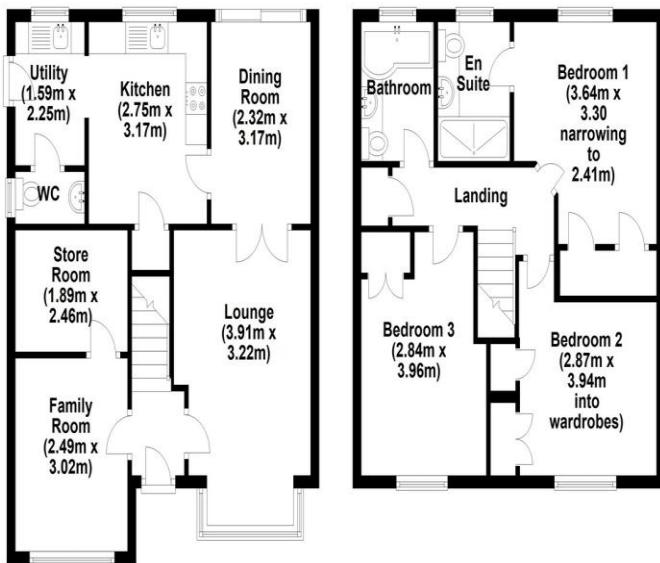 Utility
(1.59m x
2.25m)
Kitchen
(2.75m x
3.17m)
Dining
Room
(2.32m x
3.17m)
WC
Store
Room
(1.89m x
2.46m)
Lounge
(3.91m x
3.22m)
Family
Room
(2.49m x
3.02m)
Bathroom
En
Suite
Bedroom 1
(3.64m x
3.30
narrowing
to
2.41m)
Landing
Bedroom 3
(2.84m x
3.96m)
Bedroom 2
(2.87m x
3.94m
into
wardrobes)